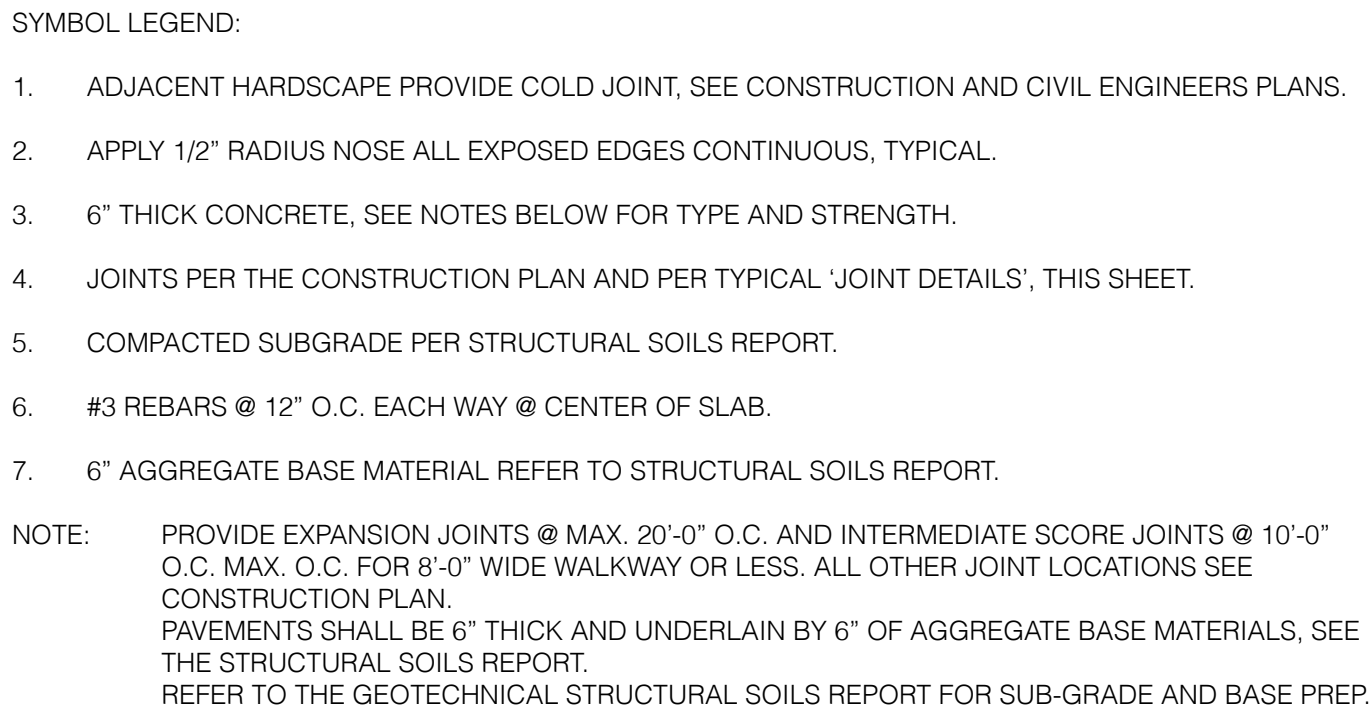 SYMBOL LEGEND:
1. ADJACENT HARDSCAPE PROVIDE COLD JOINT, SEE CONSTRUCTION AND CIVIL ENGINEERS PLANS.
2. APPLY 1/2” RADIUS NOSE ALL EXPOSED EDGES CONTINUOUS, TYPICAL.
3. 6” THICK CONCRETE, SEE NOTES BELOW FOR TYPE AND STRENGTH.
4. JOINTS PER THE CONSTRUCTION PLAN AND PER TYPICAL ‘JOINT DETAILS’, THIS SHEET.
5. COMPACTED SUBGRADE PER STRUCTURAL SOILS REPORT.
6. #3 REBARS @ 12” O.C. EACH WAY @ CENTER OF SLAB.
7. 6” AGGREGATE BASE MATERIAL REFER TO STRUCTURAL SOILS REPORT.
NOTE: PROVIDE EXPANSION JOINTS @ MAX. 20’-0” O.C. AND INTERMEDIATE SCORE JOINTS @ 10’-0”
O.C. MAX. O.C. FOR 8’-0” WIDE WALKWAY OR LESS. ALL OTHER JOINT LOCATIONS SEE
CONSTRUCTION PLAN.
PAVEMENTS SHALL BE 6” THICK AND UNDERLAIN BY 6” OF AGGREGATE BASE MATERIALS, SEE
THE STRUCTURAL SOILS REPORT.
REFER TO THE GEOTECHNICAL STRUCTURAL SOILS REPORT FOR SUB-GRADE AND BASE PREP.